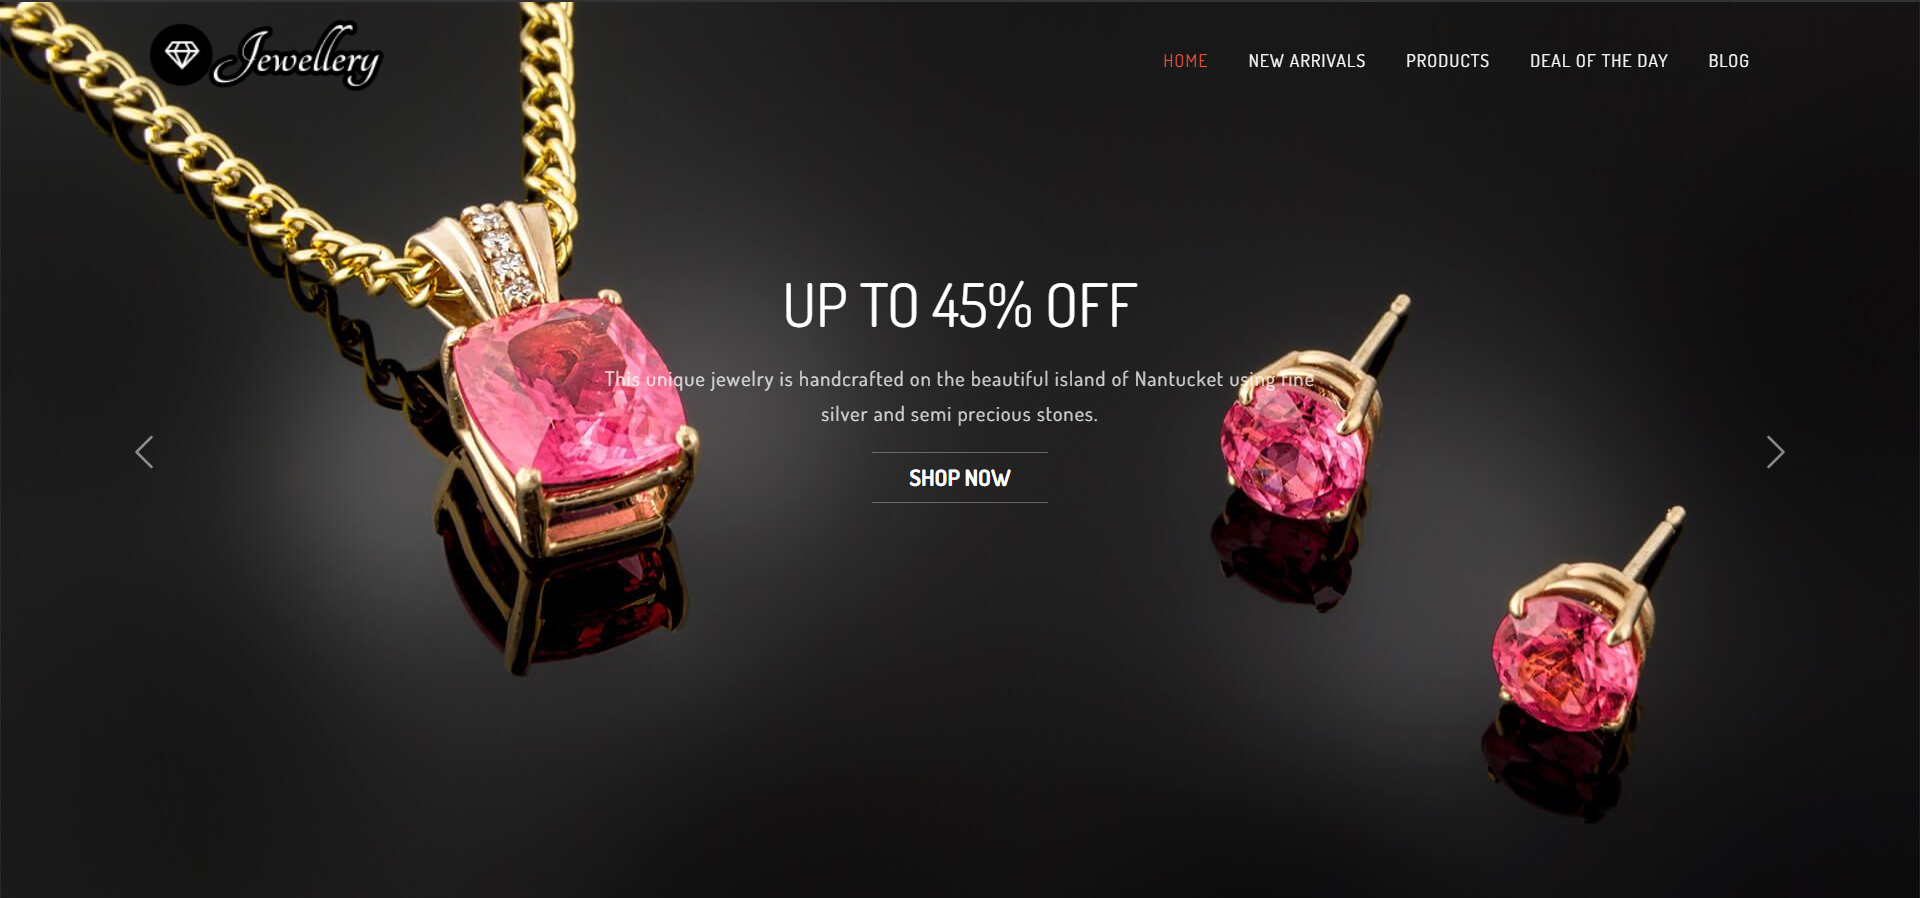 Jewellery
HOME NEW ARRIVALS PRODUCTS DEAL OF THE DAY BLOG
UP TO 45% OFF
This unique jewelry is handcrafted on the beautiful island of Nantucket using fine
silver and semi precious stones.
SHOP NOW